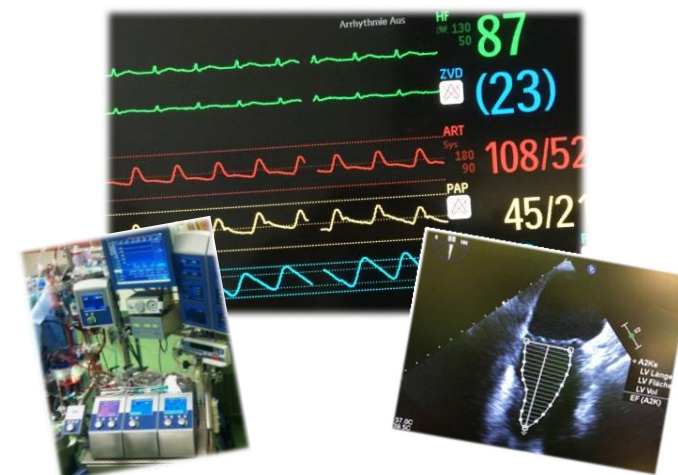 Arrhythmie Aus
HF
130
50
87
ZVD
(23)
ART
Sys
180
90
108/52
PAP
45/21
A2Ke
LV Länge
LV Fläche
LV Vol
EF (A2K)